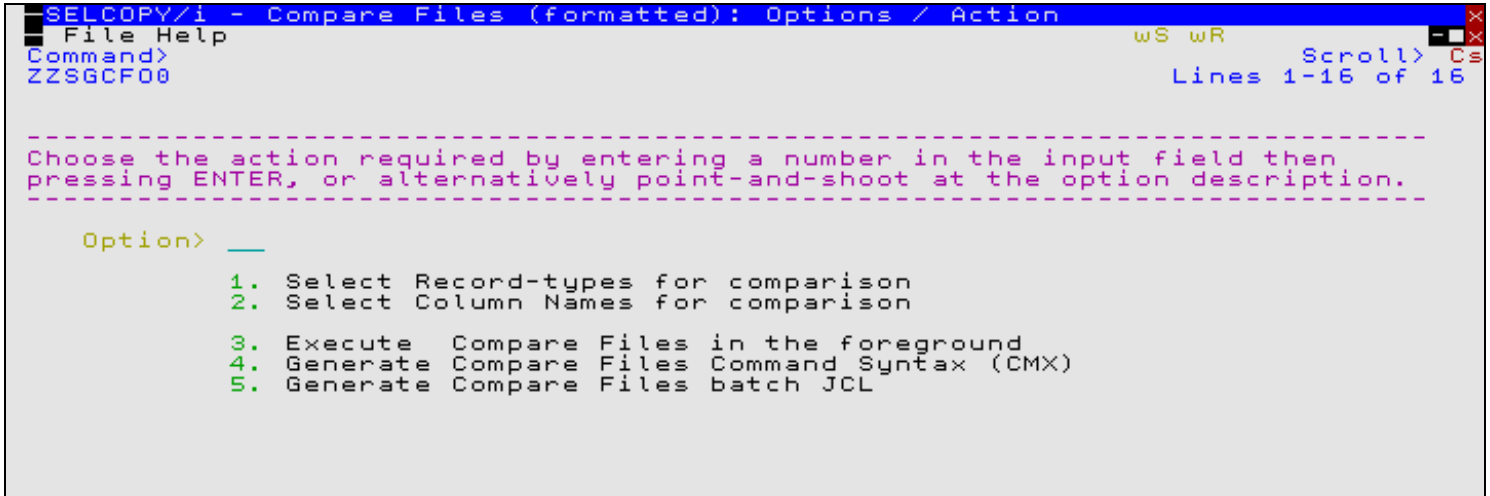 SELCOPY/i - Compare Files (formatted): Options / Action x
File Help wS wR x
Command> Scroll> Cs
ZZSGCFO0 Lines 1-16 of 16
---------------------------------------------------------------------------
Choose the action required by entering a number in the input field then
pressing ENTER, or alternatively point-and-shoot at the option description.
---------------------------------------------------------------------------
Option> __
1. Select Record-types for comparison
2. Select Column Names for comparison
3. Execute  Compare Files in the foreground
4. Generate Compare Files Command Syntax (CMX)
5. Generate Compare Files batch JCL